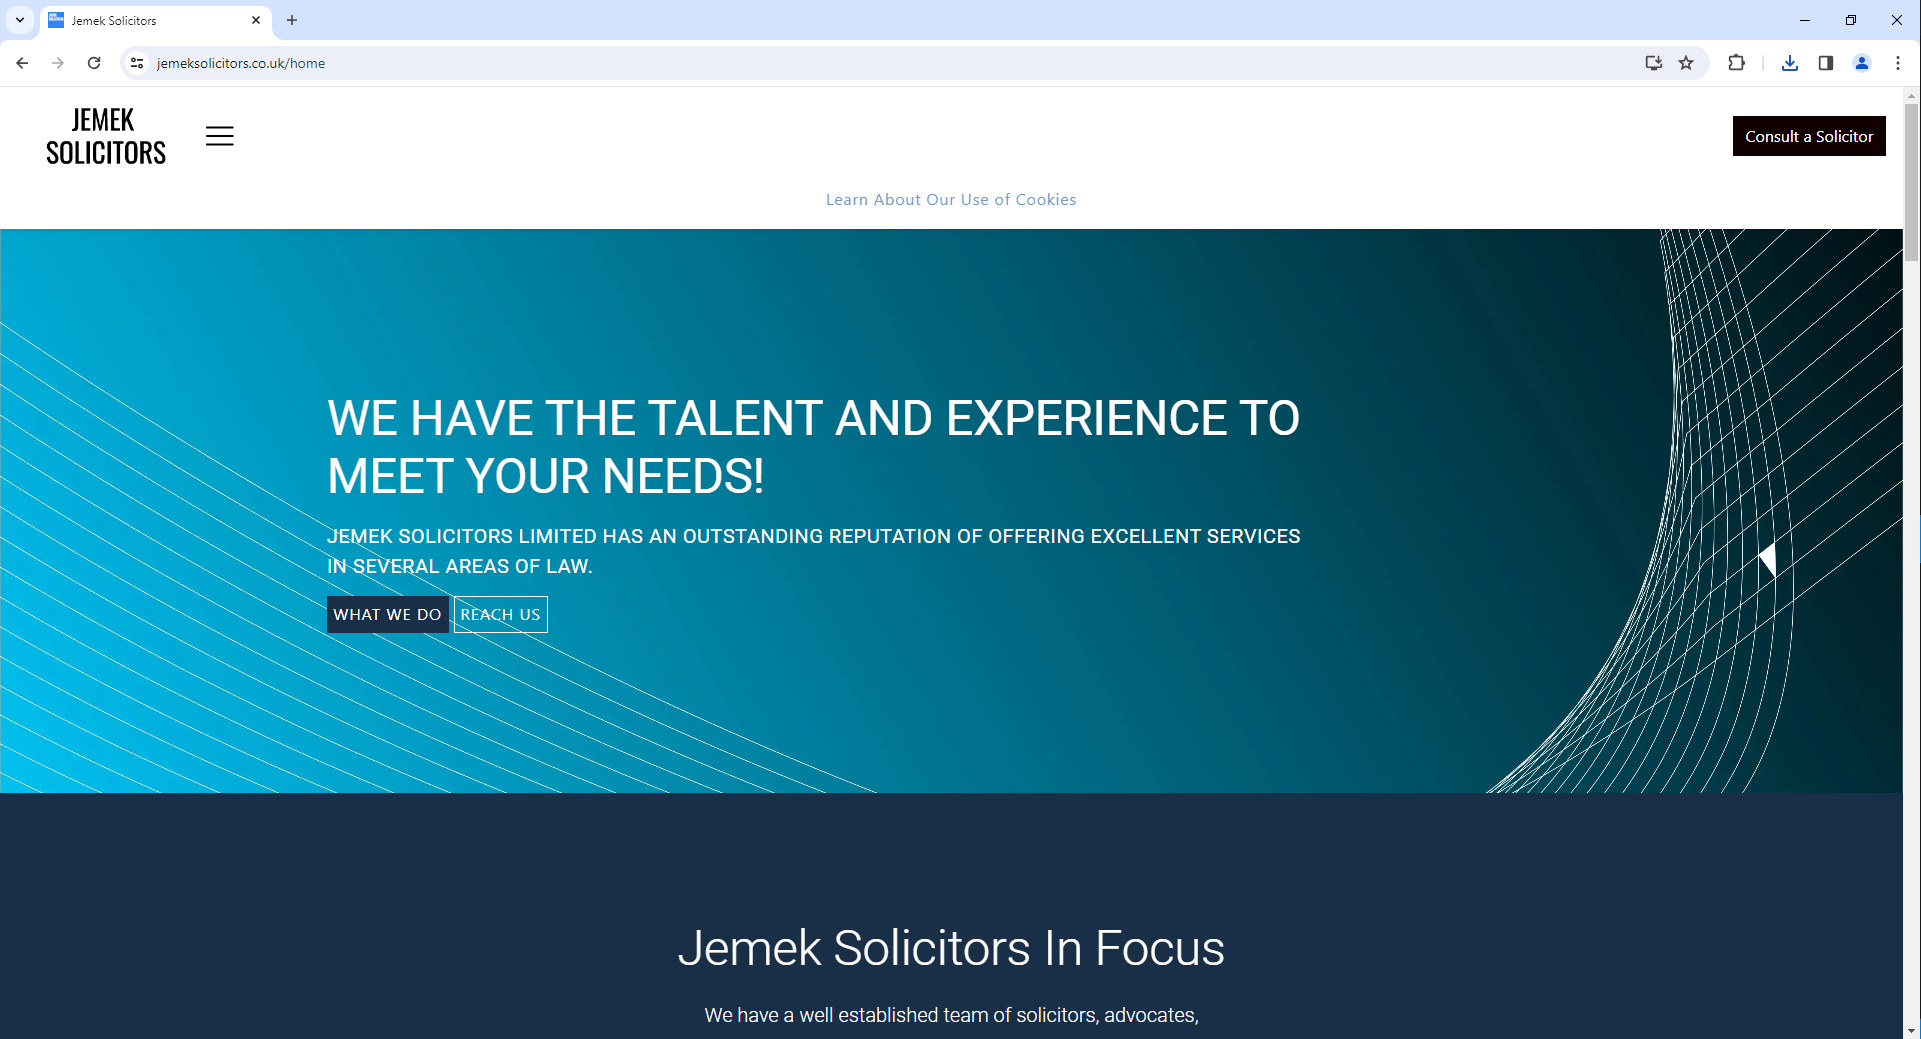 Jemek Solicitors
jemeksolicitors.co.uk/home
JEMEK
SOLICITORS
Consult a Solicitor
Learn About Our Use of Cookies
WE HAVE THE TALENT AND EXPERIENCE TO
MEET YOUR NEEDS!
JEMEK SOLICITORS LIMITED HAS AN OUTSTANDING REPUTATION OF OFFERING EXCELLENT SERVICES
IN SEVERAL AREAS OF LAW.
WHAT WE DO
REACH US
Jemek Solicitors In Focus
We have a well established team of solicitors, advocates,